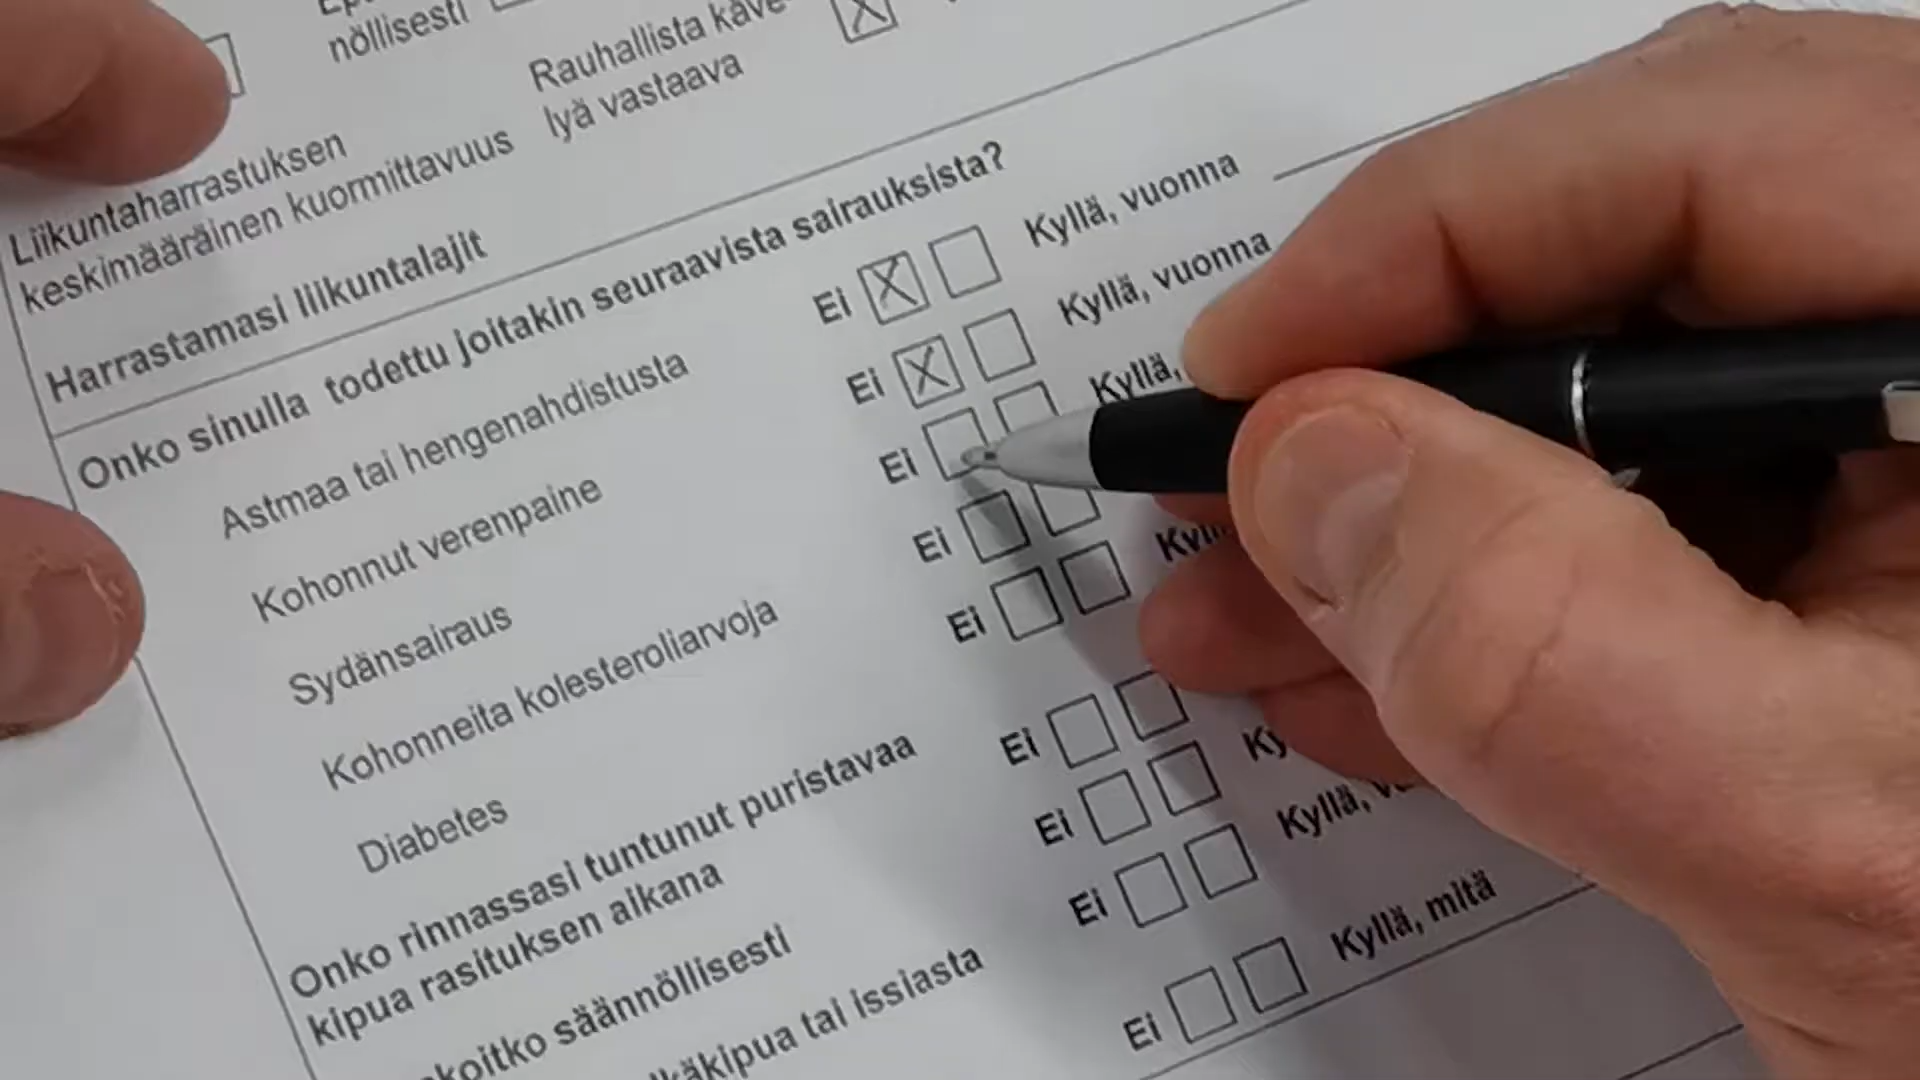 nöllisesti
Rauhallista käve-
lyä vastaava
Liikuntaharrastuksen
keskimääräinen kuormittavuus
Harrastamasi liikuntalajit
Onko sinulla todettu joitakin seuraavista sairauksista?
Astmaa tai hengenahdistusta Ei Kyllä, vuonna
Kohonnut verenpaine Ei Kyllä, vuonna
Sydänsairaus Ei Kyllä,
Kohonneita kolesteroliarvoja Ei
Diabetes Ei
Onko rinnassasi tuntunut puristavaa
kipua rasituksen aikana Ei
säännöllisesti Ei
tai issiasta Ei Kyllä,
Ei Kyllä, mitä